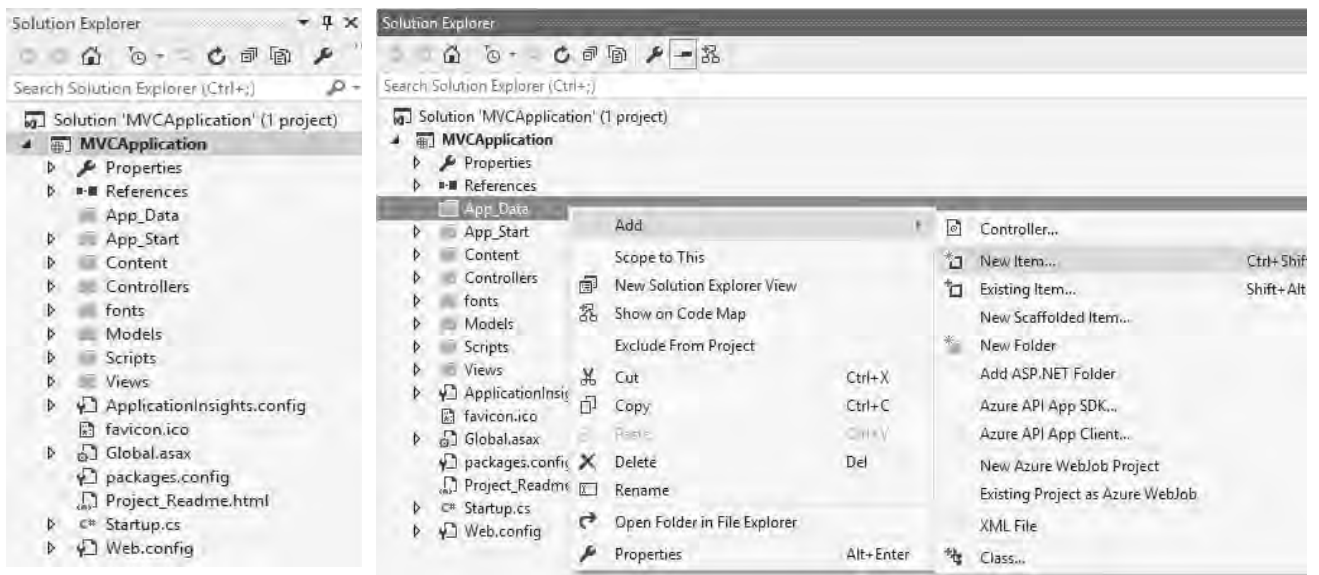 Solution Explorer
Search Solution Explorer (Ctrl+;)
Solution 'MVCApplication' (1 project)
MVCApplication
Properties
References
App_Data
App_Start
Content
Controllers
fonts
Models
Scripts
Views
ApplicationInsights.config
favicon.ico
Global.asax
packages.config
Project_Readme.html
C# Startup.cs
Web.config
Solution Explorer
Search Solution Explorer (Ctrl+;)
Solution 'MVCApplication' (1 project)
MVCApplication
Properties
References
App_Data
App_Start
Content
Controllers
fonts
Models
Scripts
Views
ApplicationInsig
favicon.ico
Global.asax
packages.config
Project_Readme
C# Startup.cs
Web.config
Add
Scope to This
New Solution Explorer View
Show on Code Map
Exclude From Project
Cut Ctrl+X
Copy Ctrl+C
Paste Ctrl+V
Delete Del
Rename
Open Folder in File Explorer
Properties Alt+Enter
Controller...
New Item... Ctrl+Shif
Existing Item... Shift+Alt
New Scaffolded Item...
New Folder
Add ASP.NET Folder
Azure API App SDK...
Azure API App Client...
New Azure WebJob Project
Existing Project as Azure WebJob
XML File
Class...